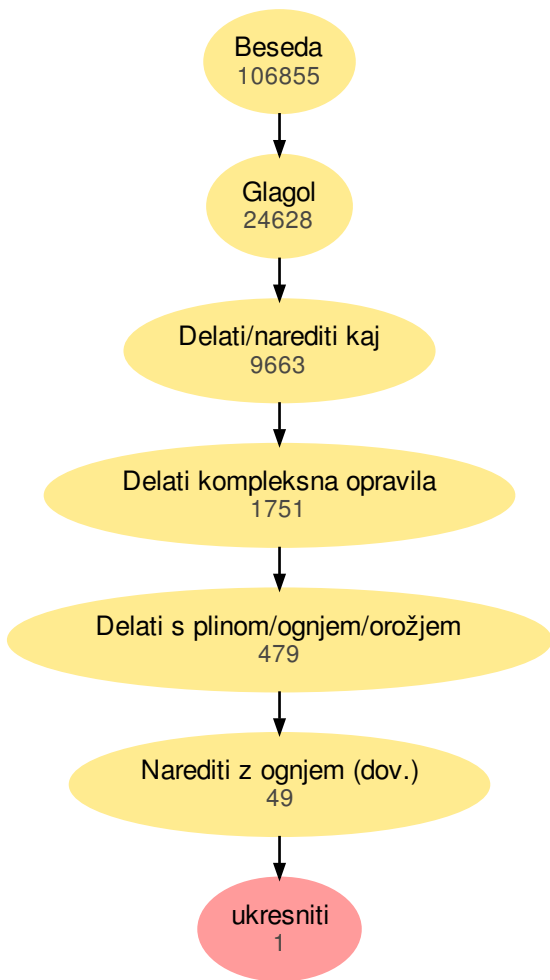 Beseda
106855
Glagol
24628
Delati/narediti kaj
9663
Delati kompleksna opravila
1751
Delati s plinom/ognjem/orožjem
479
Narediti z ognjem (dov.)
49
ukresniti
1